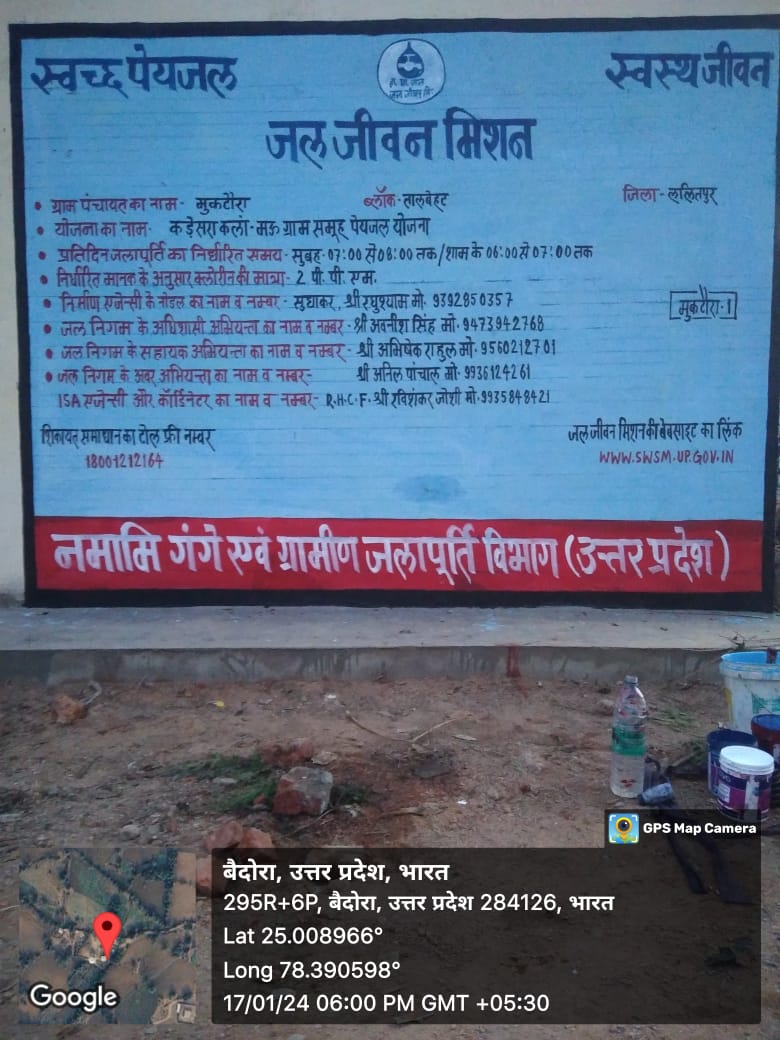 स्वच्छ पेयजल
स्वस्थ जीवन
जल जीवन मिशन
• ग्राम पंचायत का नाम - मुकटौरा ब्लॉक - तालबेहट जिला - ललितपुर
• योजना का नाम - कड़ेसरा कलां - मऊ ग्राम समूह पेयजल योजना
• प्रतिदिन जलापूर्ति का निर्धारित समय - सुबह - 07:00 से 08:00 तक / शाम के 06:00 से 07:00 तक
• निर्धारित मानक के अनुसार क्लोरीन की मात्रा - 2 पी. पी. एम.
• निर्माण एजेन्सी के नोडल का नाम व नम्बर - सुधाकर, श्री रघुश्याम मो. 9392850357
मुकटौरा - 1
• जल निगम के अधिशासी अभियन्ता का नाम व नम्बर - श्री अवनीश सिंह मो. 9473942768
• जल निगम के सहायक अभियन्ता का नाम व नम्बर - श्री अभिषेक राहुल मो. 9560212701
• जल निगम के अवर अभियन्ता का नाम व नम्बर - श्री अनिल पांचाल मो. 9936124261
ISA एजेन्सी और कॉर्डिनेटर का नाम व नम्बर - R.H.C.F. श्री रविशंकर जोशी मो. 9935848421
शिकायत समाधान का टोल फ्री नम्बर
18001212164
जल जीवन मिशन की बेबसाइट का लिंक
WWW.SWSM.UP.GOV.IN
नमामि गंगे एवं ग्रामीण जलापूर्ति विभाग (उत्तर प्रदेश)
GPS Map Camera
बैदोरा, उत्तर प्रदेश, भारत
295R+6P, बैदोरा, उत्तर प्रदेश 284126, भारत
Lat 25.008966°
Long 78.390598°
17/01/24 06:00 PM GMT +05:30
Google